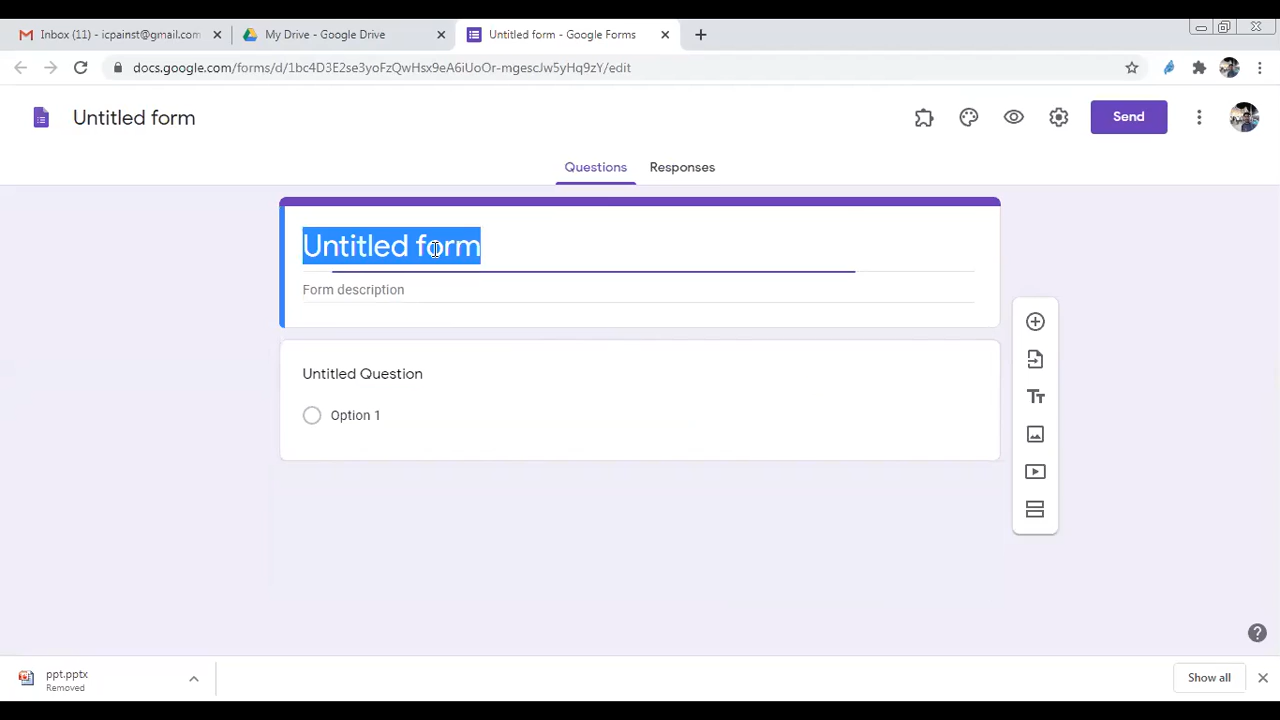 Inbox (11) - icpainst@gmail.com
My Drive - Google Drive
Untitled form - Google Forms
docs.google.com/forms/d/1bc4D3E2se3yoFzQwHsx9eA6iUoOr-mgescJw5yHq9zY/edit
Untitled form
Send
Questions
Responses
Untitled form
Form description
Untitled Question
Option 1
ppt.pptx
Removed
Show all